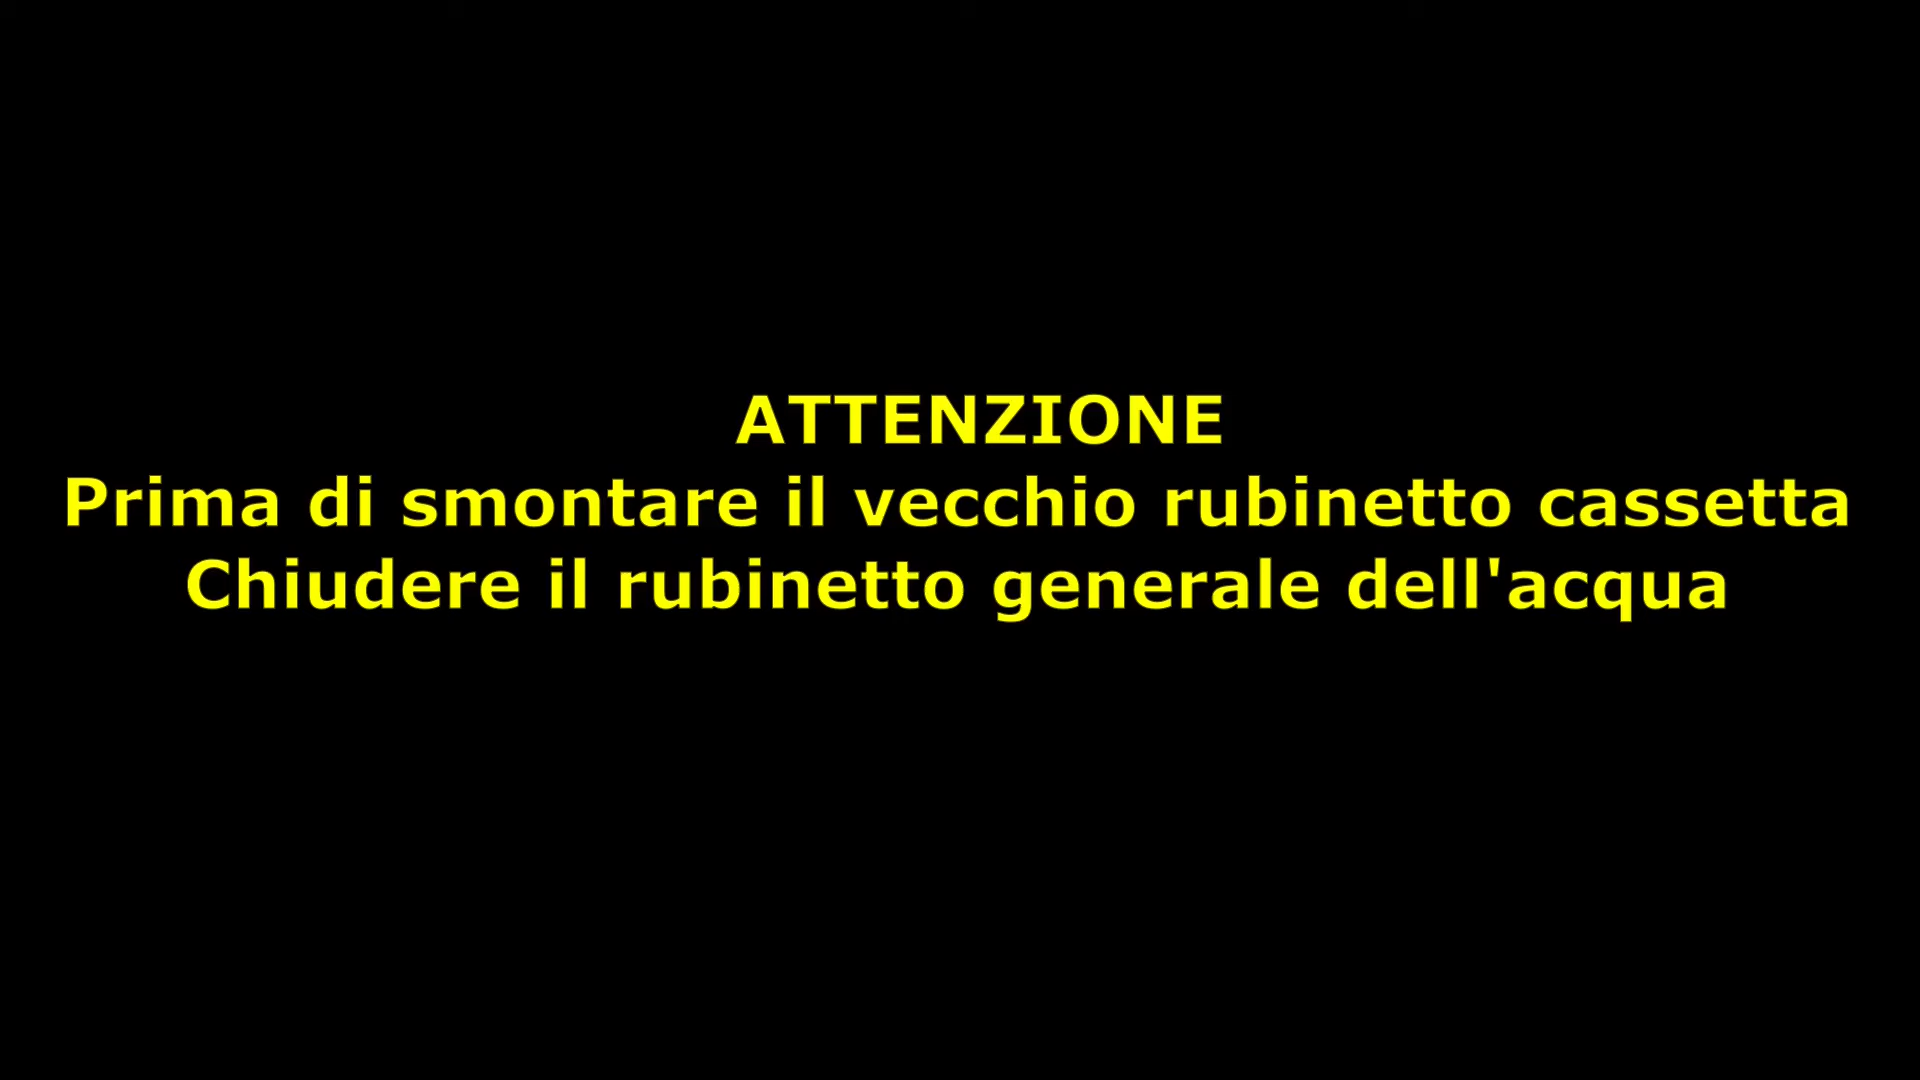 ATTENZIONE
Prima di smontare il vecchio rubinetto cassetta
Chiudere il rubinetto generale dell'acqua